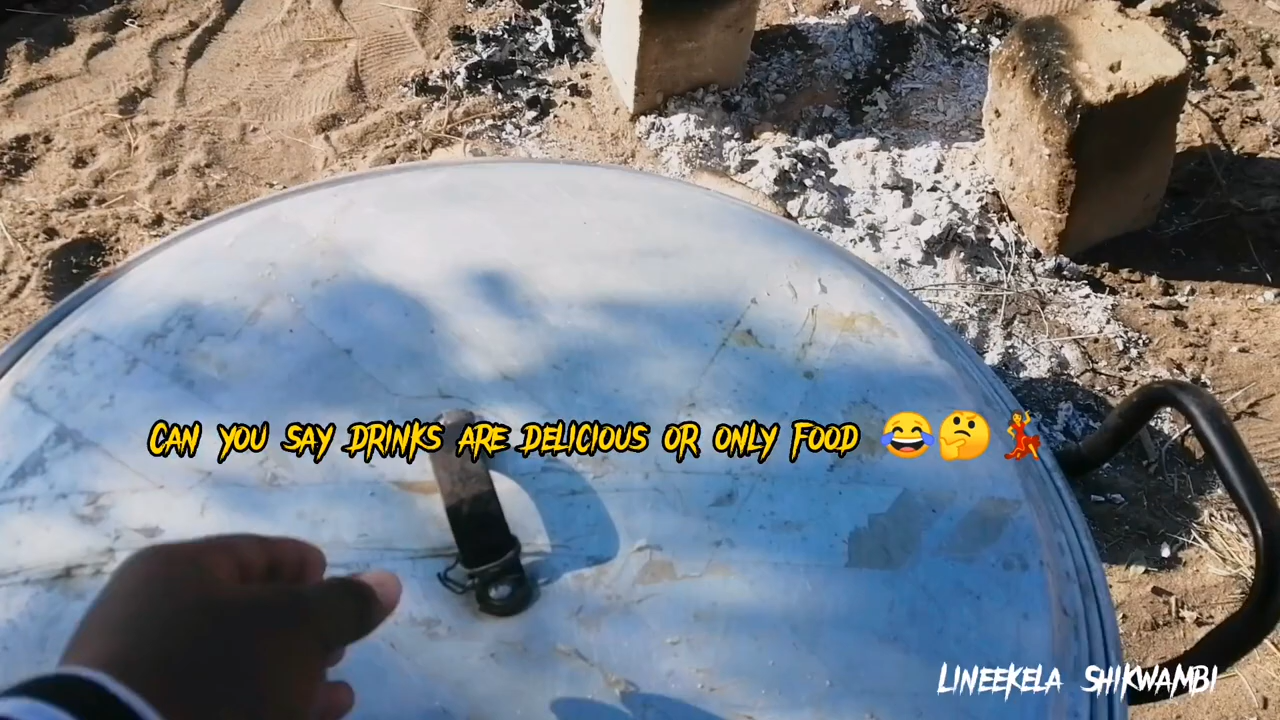 CAN YOU SAY DRINKS ARE DELICIOUS OR ONLY FOOD 😂🤔💃
LINEEKELA SHIKWAMBI